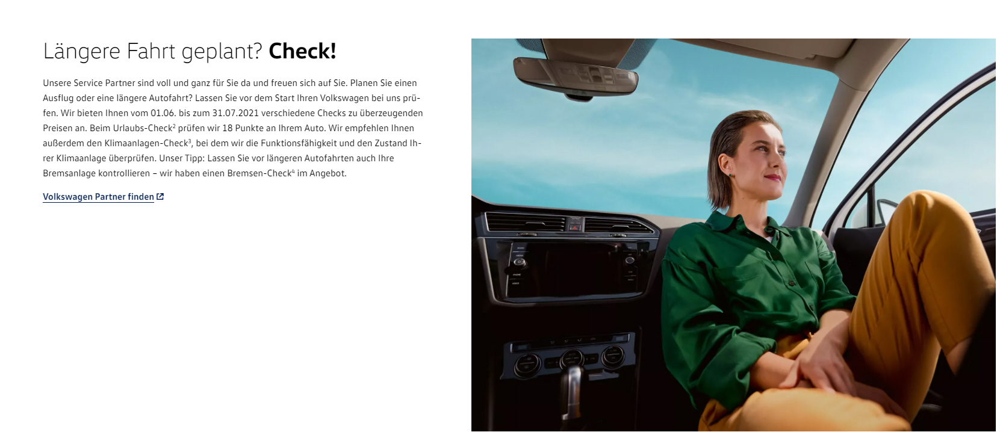 Längere Fahrt geplant? Check!
Unsere Service Partner sind voll und ganz für Sie da und freuen sich auf Sie. Planen Sie einen
Ausflug oder eine längere Autofahrt? Lassen Sie vor dem Start Ihren Volkswagen bei uns prü-
fen. Wir bieten Ihnen vom 01.06. bis zum 31.07.2021 verschiedene Checks zu überzeugenden
Preisen an. Beim Urlaubs-Check² prüfen wir 18 Punkte an Ihrem Auto. Wir empfehlen Ihnen
außerdem den Klimaanlagen-Check³, bei dem wir die Funktionsfähigkeit und den Zustand Ih-
rer Klimaanlage überprüfen. Unser Tipp: Lassen Sie vor längeren Autofahrten auch Ihre
Bremsanlage kontrollieren – wir haben einen Bremsen-Check⁴ im Angebot.
Volkswagen Partner finden
MEDIA
PHONE
VOICE